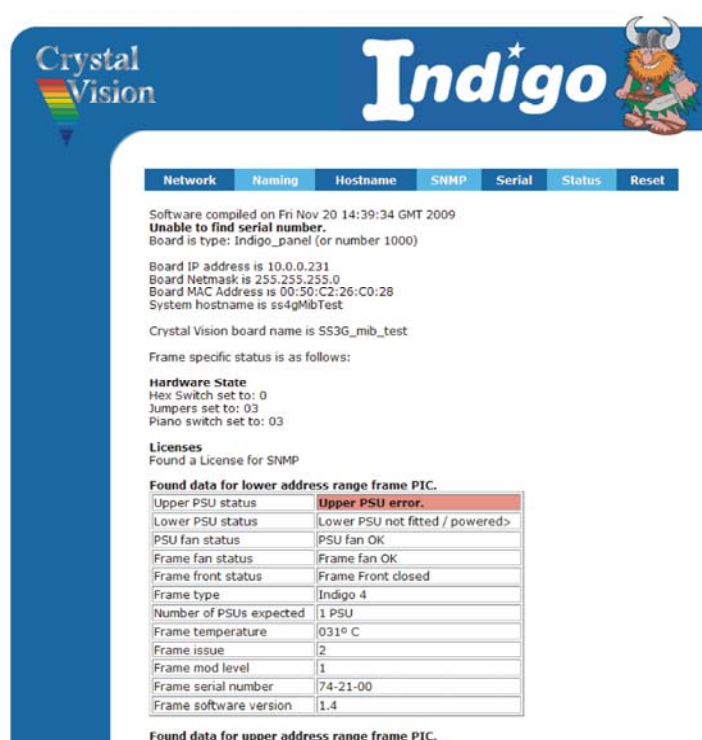 Crystal
Vision
Indigo
Network Naming Hostname SNMP Serial Status Reset
Software compiled on Fri Nov 20 14:39:34 GMT 2009
Unable to find serial number.
Board is type: Indigo_panel (or number 1000)
Board IP address is 10.0.0.231
Board Netmask is 255.255.255.0
Board MAC Address is 00:50:C2:26:C0:28
System hostname is ss4gMibTest
Crystal Vision board name is SS3G_mib_test
Frame specific status is as follows:
Hardware State
Hex Switch set to: 0
Jumpers set to: 03
Piano switch set to: 03
Licenses
Found a License for SNMP
Found data for lower address range frame PIC.
Upper PSU status Upper PSU error.
Lower PSU status Lower PSU not fitted / powered>
PSU fan status PSU fan OK
Frame fan status Frame fan OK
Frame front status Frame Front closed
Frame type Indigo 4
Number of PSUs expected 1 PSU
Frame temperature 031º C
Frame issue 2
Frame mod level 1
Frame serial number 74-21-00
Frame software version 1.4
Found data for upper address range frame PIC.